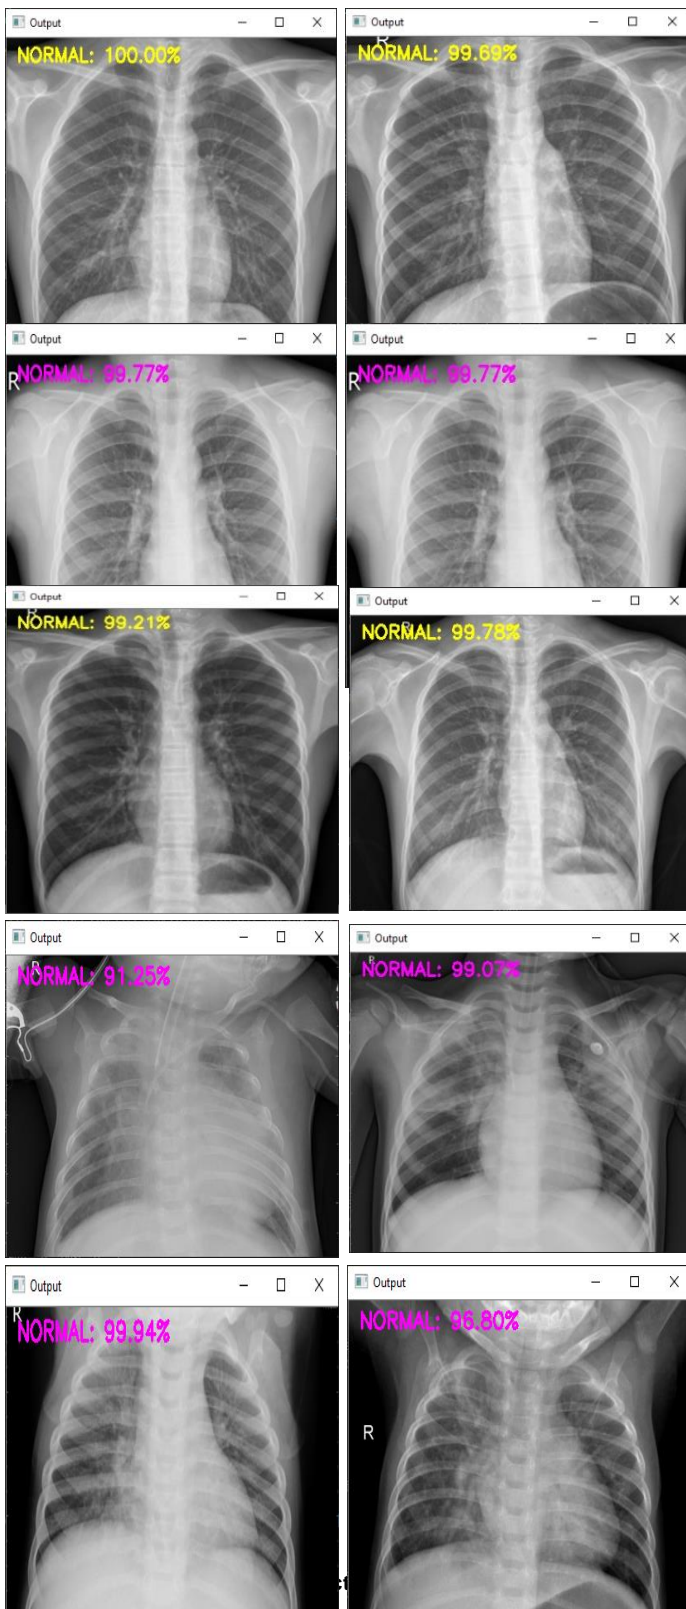 Output
R
NORMAL: 100.00%
Output
R
NORMAL: 99.69%
Output
R
NORMAL: 99.77%
Output
R
NORMAL: 99.77%
Output
R
NORMAL: 99.21%
Output
R
NORMAL: 99.78%
Output
R
NORMAL: 91.25%
Output
R
NORMAL: 99.07%
Output
R
NORMAL: 99.94%
Output
NORMAL: 96.80%
R